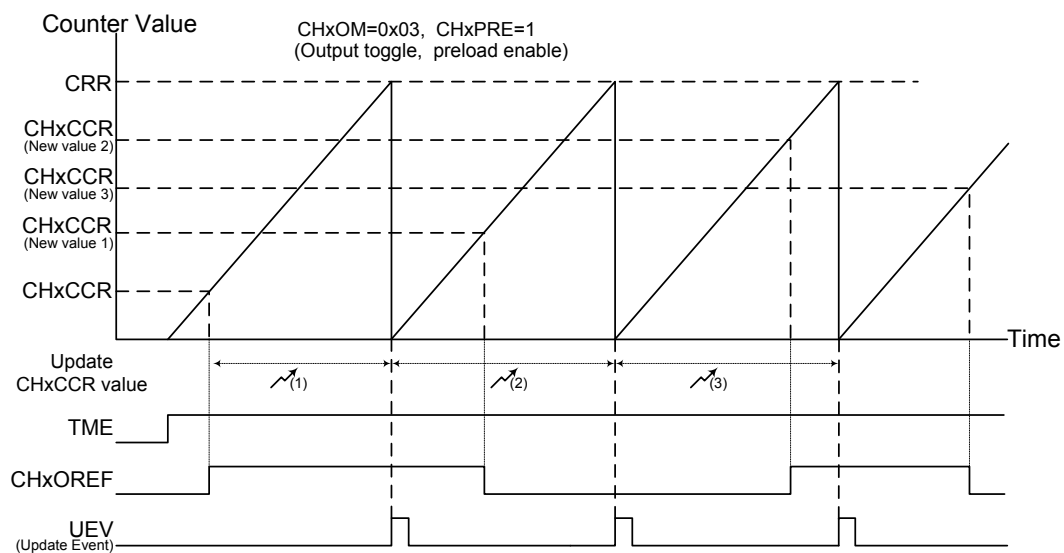 Counter Value
CHxOM=0x03, CHxPRE=1
(Output toggle, preload enable)
CRR
CHxCCR
(New value 2)
CHxCCR
(New value 3)
CHxCCR
(New value 1)
CHxCCR
Time
Update
CHxCCR value
(1)
(2)
(3)
TME
CHxOREF
UEV
(Update Event)